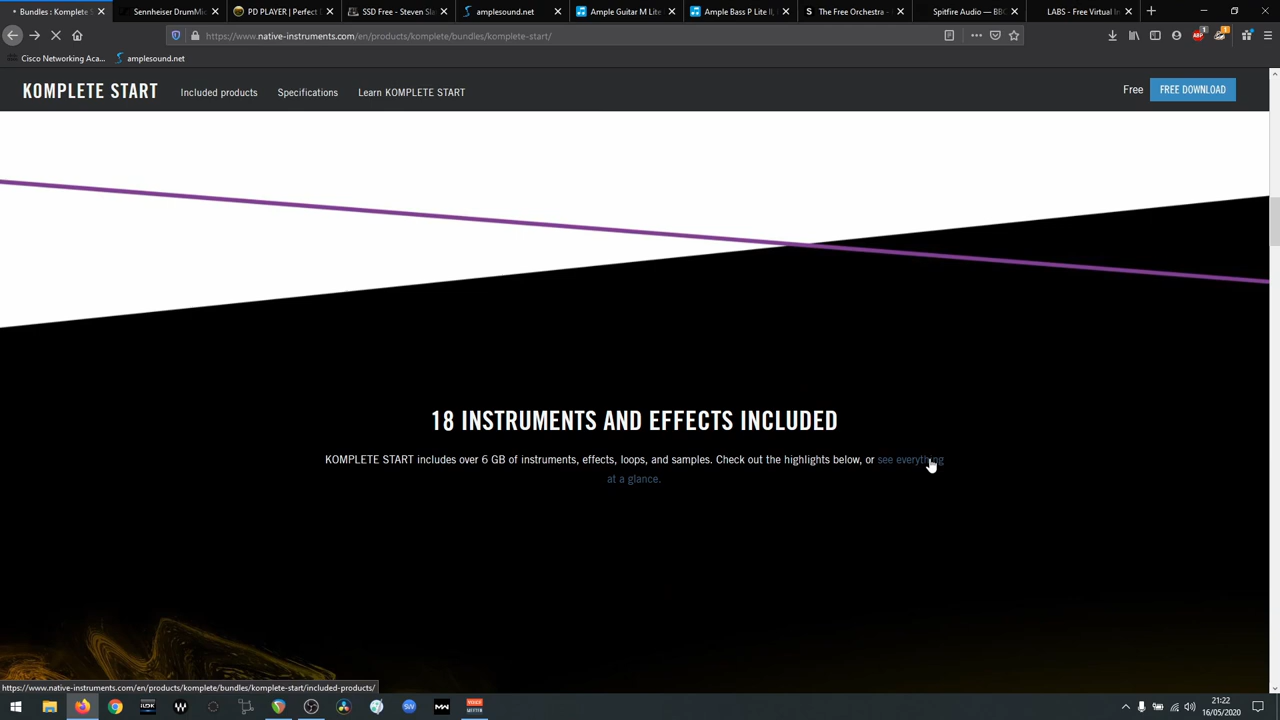 Bundles : Komplete S
Sennheiser DrumMic
PD PLAYER | Perfect D
SSD Free - Steven Sla
amplesound.net
Ample Guitar M Lite
Ample Bass P Lite II,
The Free Orchestra -
Spitfire Audio — BBC
LABS - Free Virtual In
https://www.native-instruments.com/en/products/komplete/bundles/komplete-start/
ABP
1
1
Cisco Networking Aca...
amplesound.net
KOMPLETE START
Included products
Specifications
Learn KOMPLETE START
Free
FREE DOWNLOAD
18 INSTRUMENTS AND EFFECTS INCLUDED
KOMPLETE START includes over 6 GB of instruments, effects, loops, and samples. Check out the highlights below, or see everything
at a glance.
https://www.native-instruments.com/en/products/komplete/bundles/komplete-start/included-products/
21:22
16/05/2020